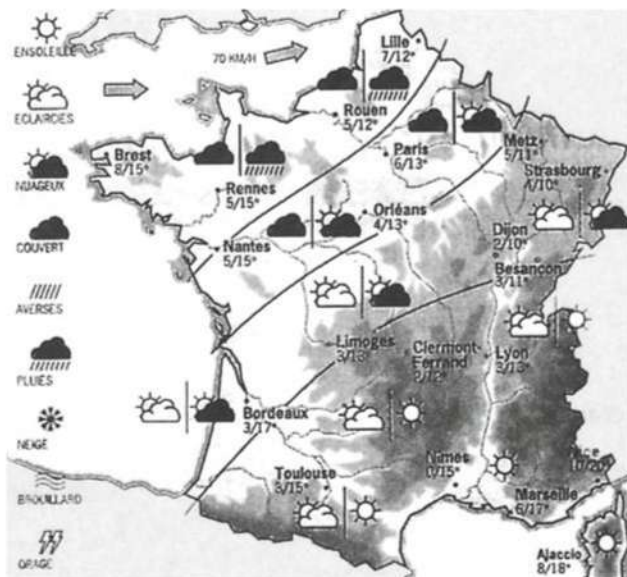 ENSOLEILLE
ECLAIRCIES
NUAGEUX
COUVERT
AVERSES
PLUIES
NEIGE
BROUILLARD
ORAGE
70 KM/H
Lille
7/12°
Rouen
5/12°
Paris
6/13°
Metz
5/11°
Strasbourg
4/10°
Brest
8/15°
Rennes
5/15°
Orléans
4/13°
Nantes
5/15°
Dijon
2/10°
Besançon
3/11°
Limoges
Clermont-
Ferrand
Lyon
3/13°
Bordeaux
3/17°
Toulouse
3/15°
Nîmes
Nice
10/20°
Marseille
6/17°
Ajaccio
8/18°